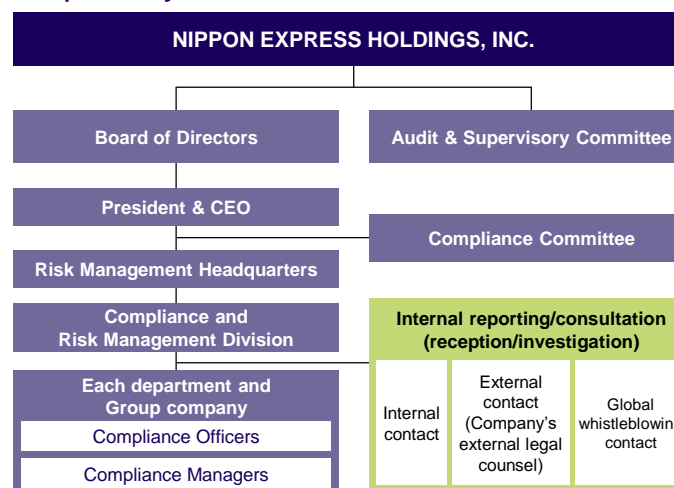 NIPPON EXPRESS HOLDINGS, INC.
Board of Directors
Audit & Supervisory Committee
President & CEO
Compliance Committee
Risk Management Headquarters
Compliance and
Risk Management Division
Internal reporting/consultation
(reception/investigation)
Internal
contact
External
contact
(Company's
external legal
counsel)
Global
whistleblowin
contact
Each department and
Group company
Compliance Officers
Compliance Managers